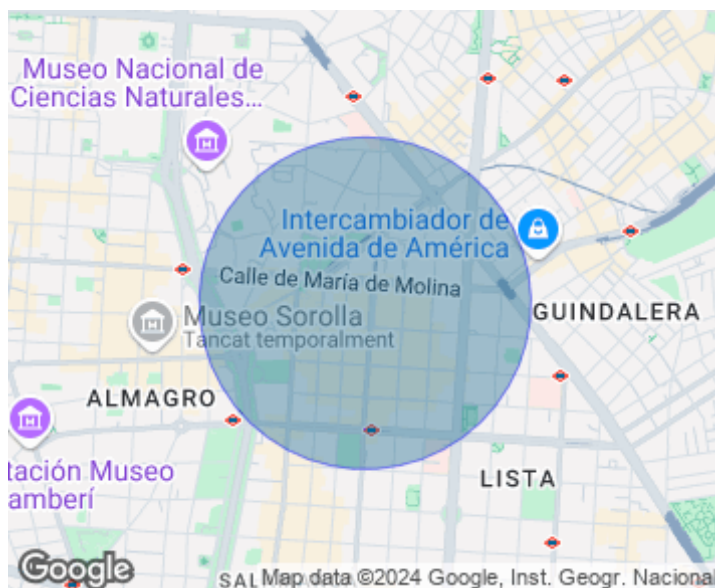 Museo Nacional de
Ciencias Naturales...
Intercambiador de
Avenida de América
Calle de María de Molina
GUINDALERA
Museo Sorolla
Tancat temporalment
ALMAGRO
tación Museo
amberí
LISTA
Google
SAL
Map data ©2024 Google, Inst. Geogr. Nacional